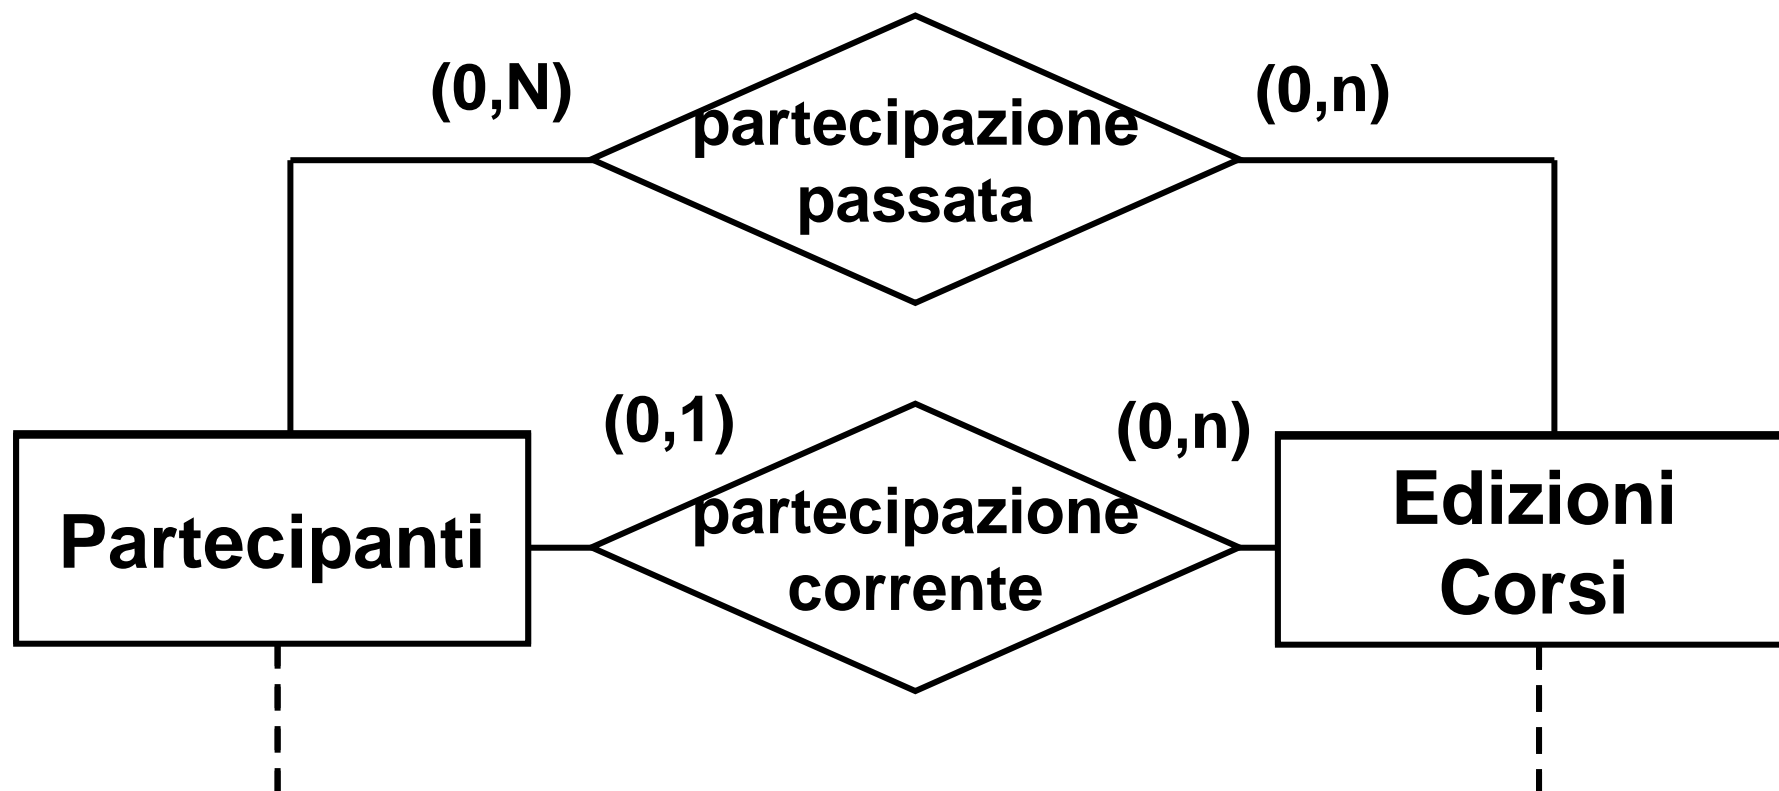 (0,N)
(0,n)
partecipazione
passata
(0,1)
(0,n)
Partecipanti
partecipazione
corrente
Edizioni
Corsi